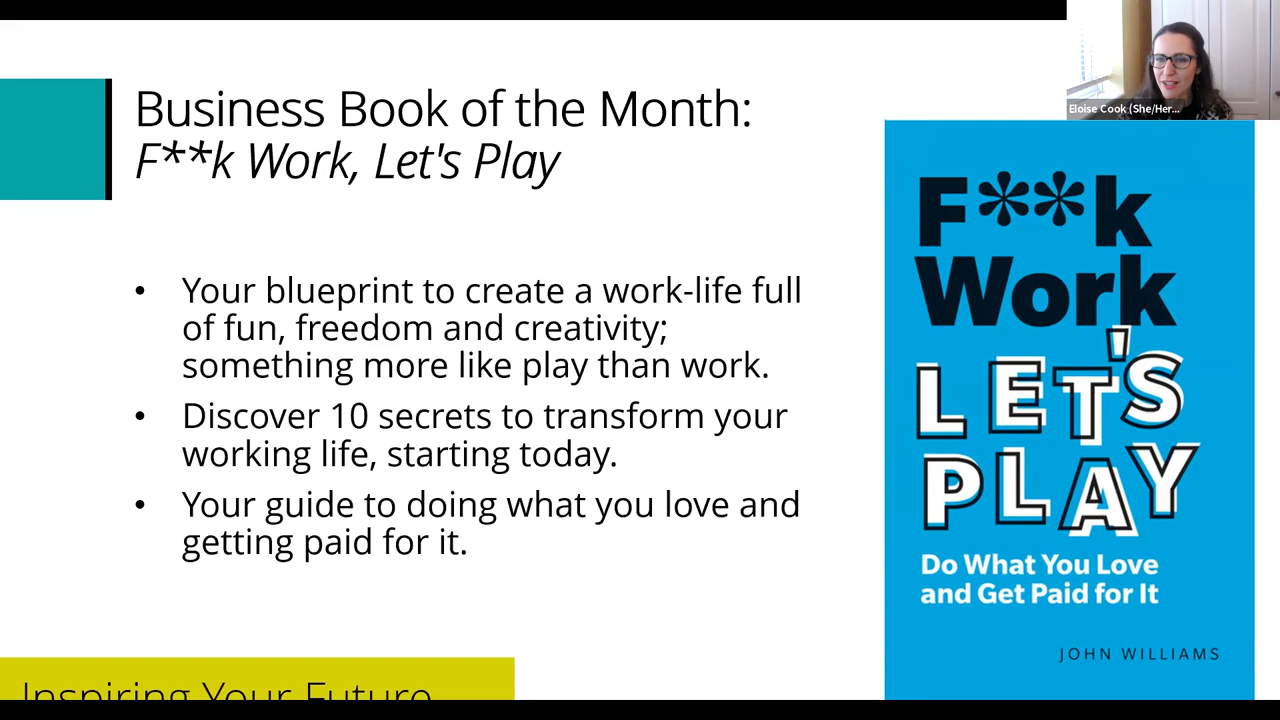 Business Book of the Month:
F**k Work, Let's Play
Eloise Cook (She/Her...
• Your blueprint to create a work-life full
of fun, freedom and creativity;
something more like play than work.
• Discover 10 secrets to transform your
working life, starting today.
• Your guide to doing what you love and
getting paid for it.
F**k
Work
LET'S
PLAY
Do What You Love
and Get Paid for It
JOHN WILLIAMS
Inspiring Your Future